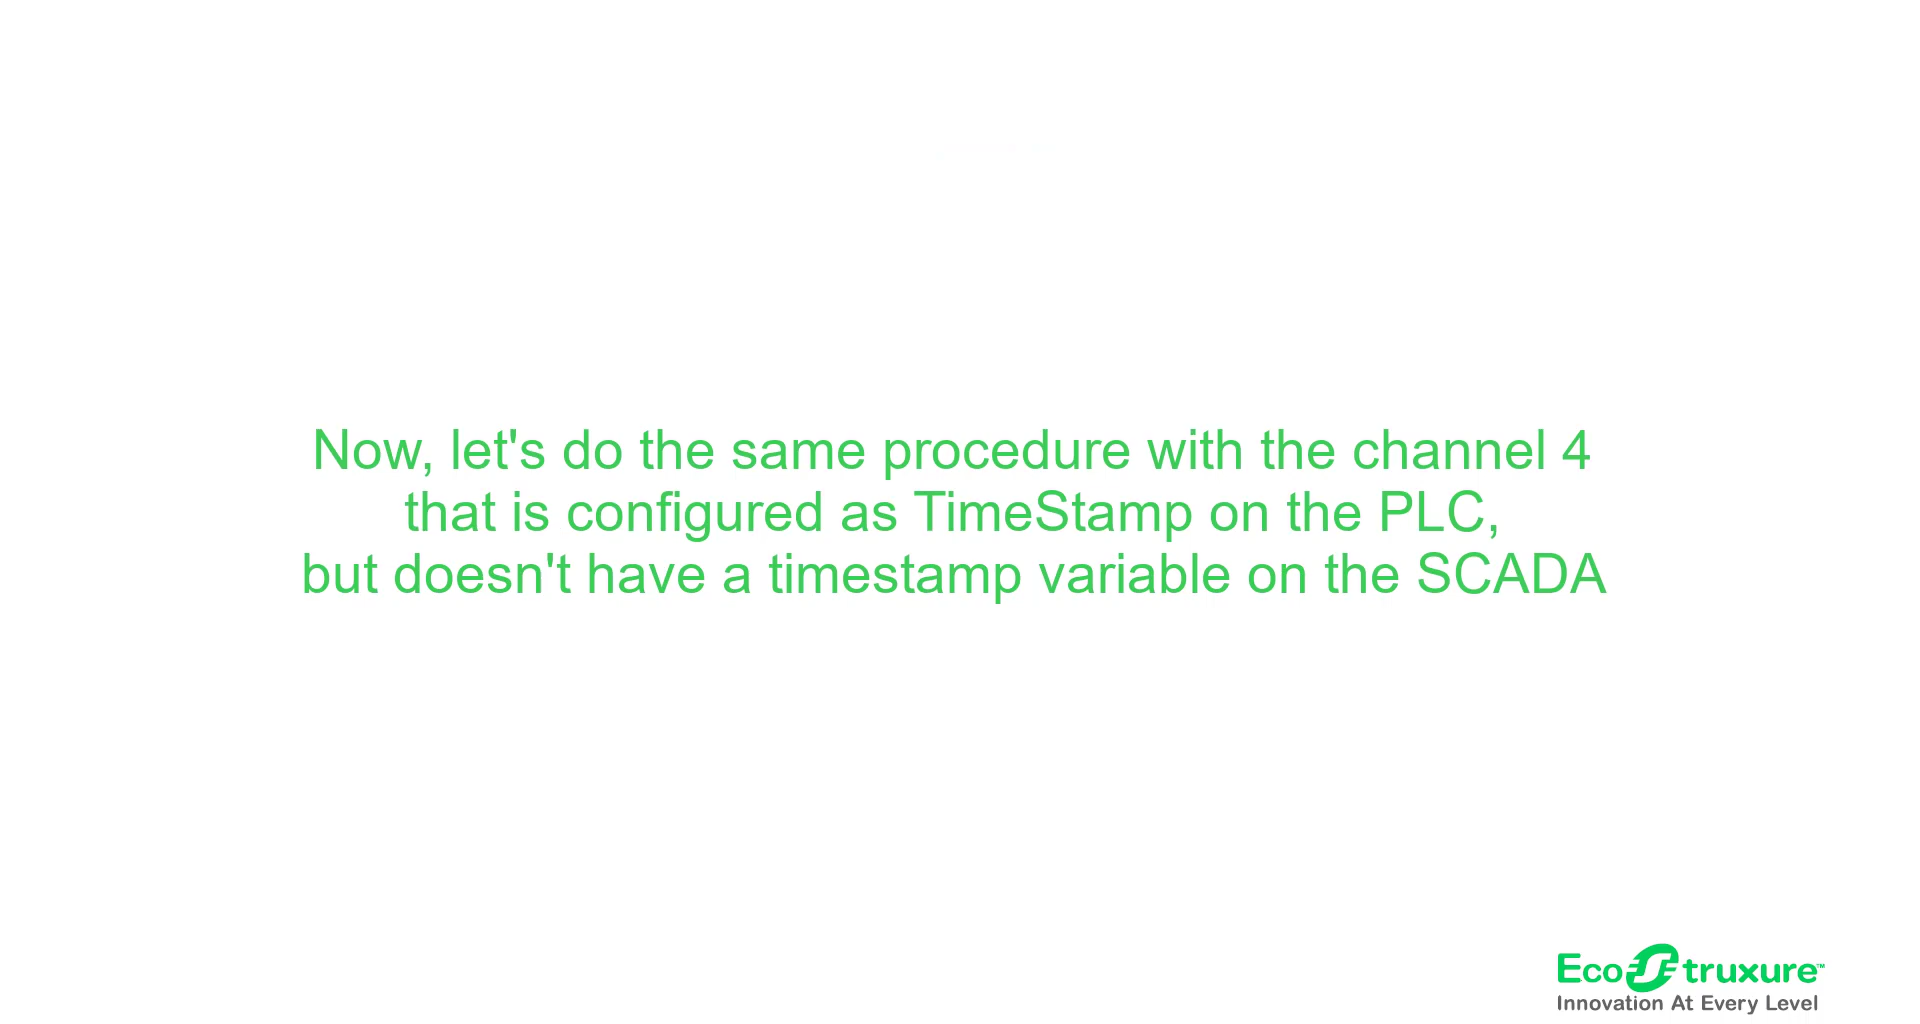 Now, let's do the same procedure with the channel 4
that is configured as TimeStamp on the PLC,
but doesn't have a timestamp variable on the SCADA
EcoStruxure™
Innovation At Every Level